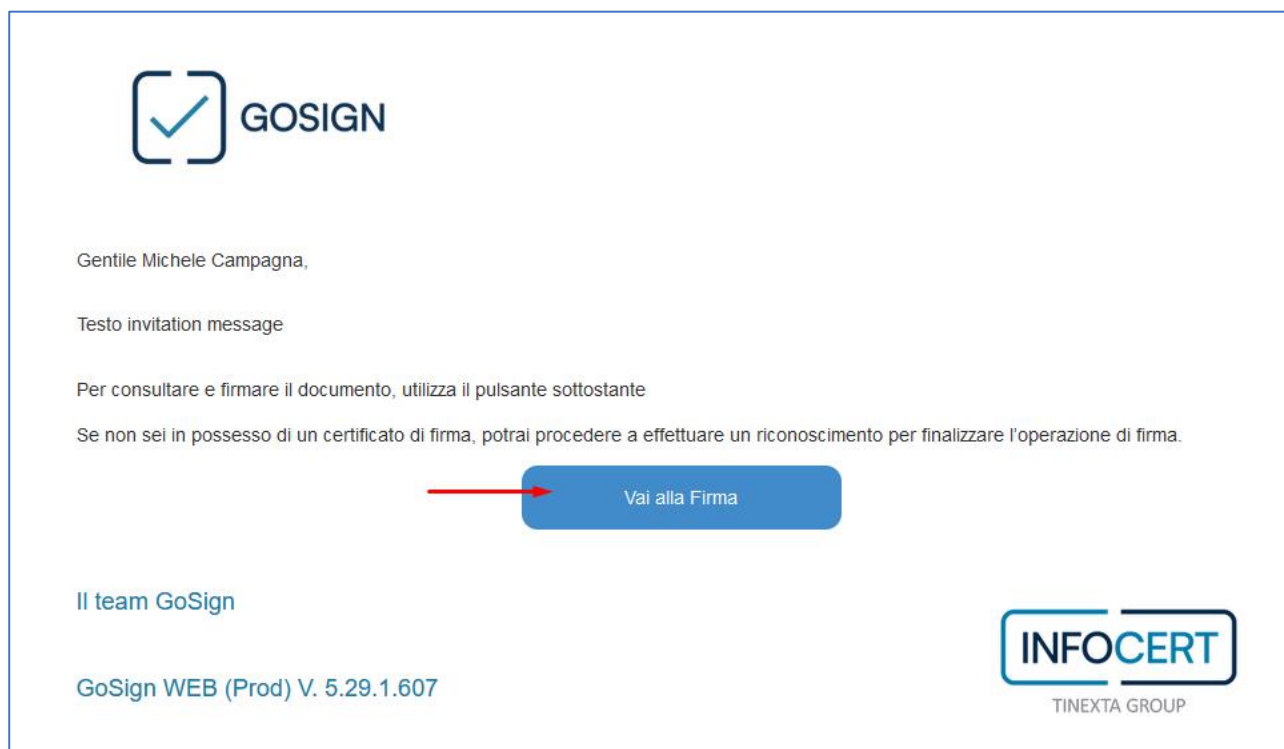 GOSIGN
Gentile Michele Campagna,
Testo invitation message
Per consultare e firmare il documento, utilizza il pulsante sottostante
Se non sei in possesso di un certificato di firma, potrai procedere a effettuare un riconoscimento per finalizzare l'operazione di firma.
Vai alla Firma
Il team GoSign
INFOCERT
GoSign WEB (Prod) V. 5.29.1.607
TINEXTA GROUP